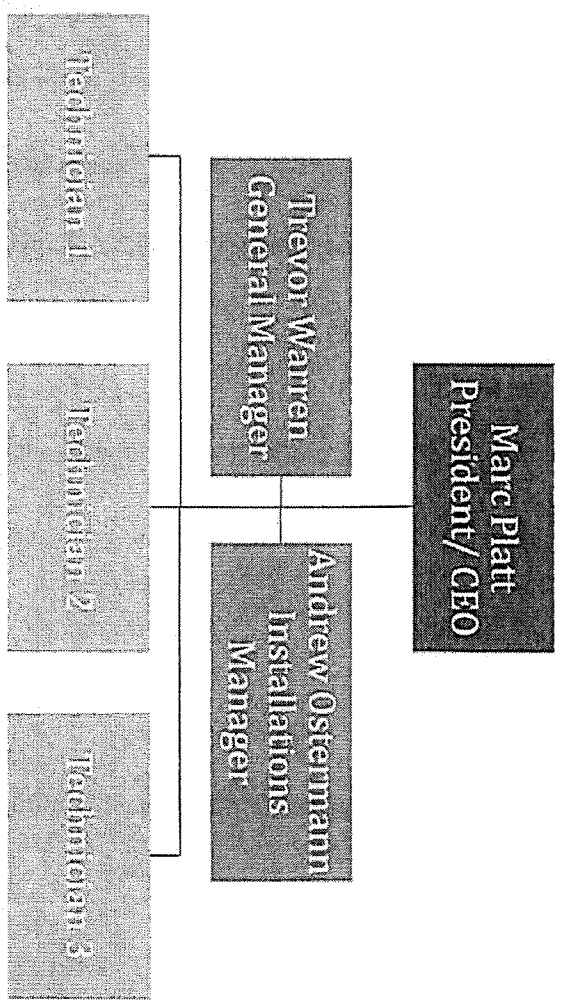 Marc Platt
President/ CEO
Trevor Warren
General Manager
Andrew Ostermann
Installations
Manager
Technician 1
Technician 2
Technician 3